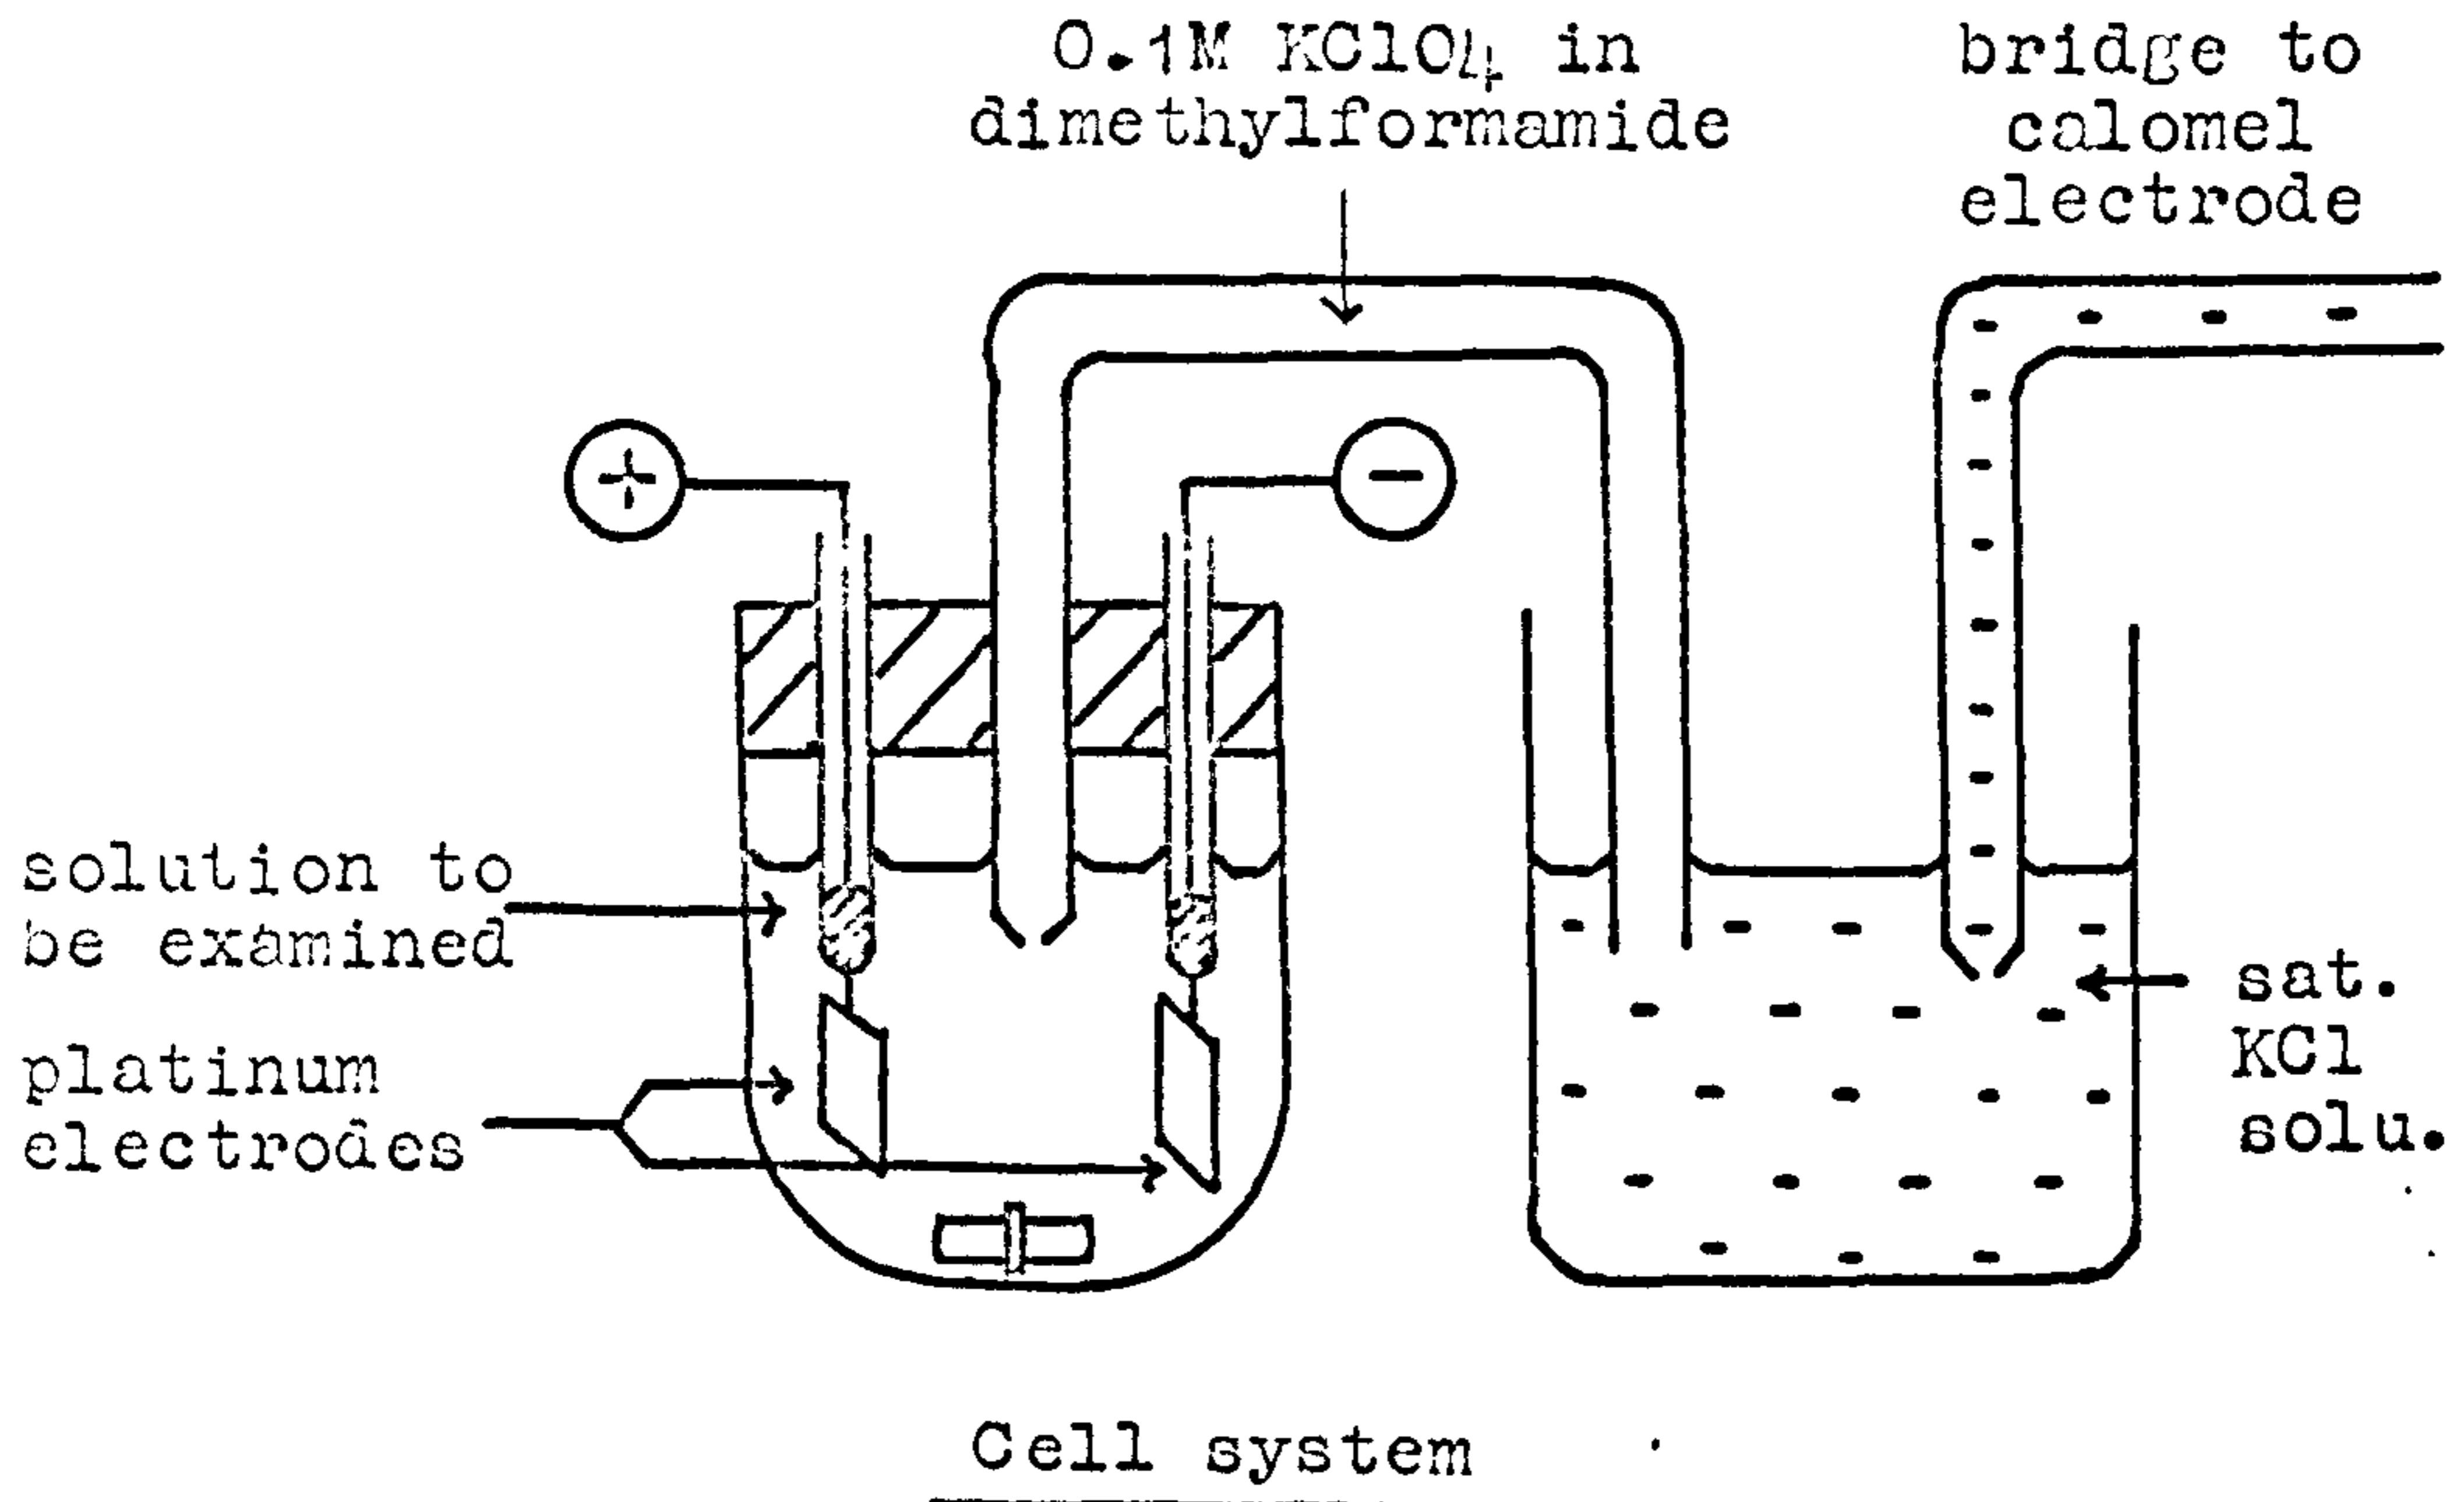 0.1M KClO4 in
dimethylformamide
bridge to
calomel
electrode
+
-
solution to
be examined
platinum
electrodes
sat.
KCl
solu.
Cell system